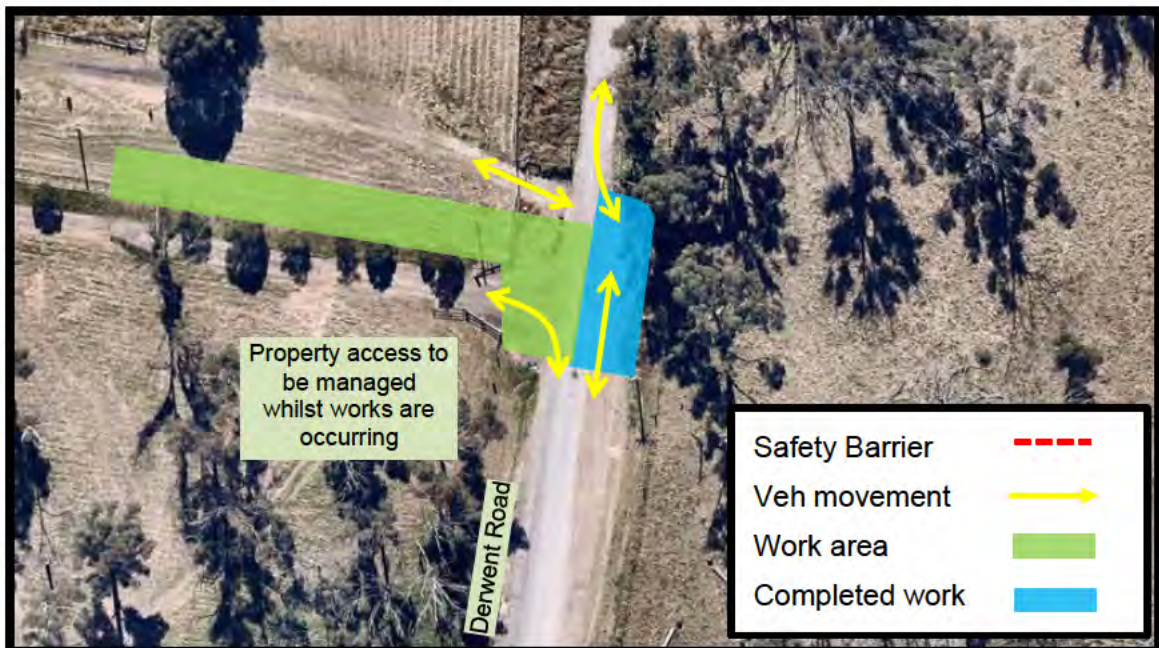 Property access to
be managed
whilst works are
occurring
Derwent Road
Safety Barrier
Veh movement
Work area
Completed work